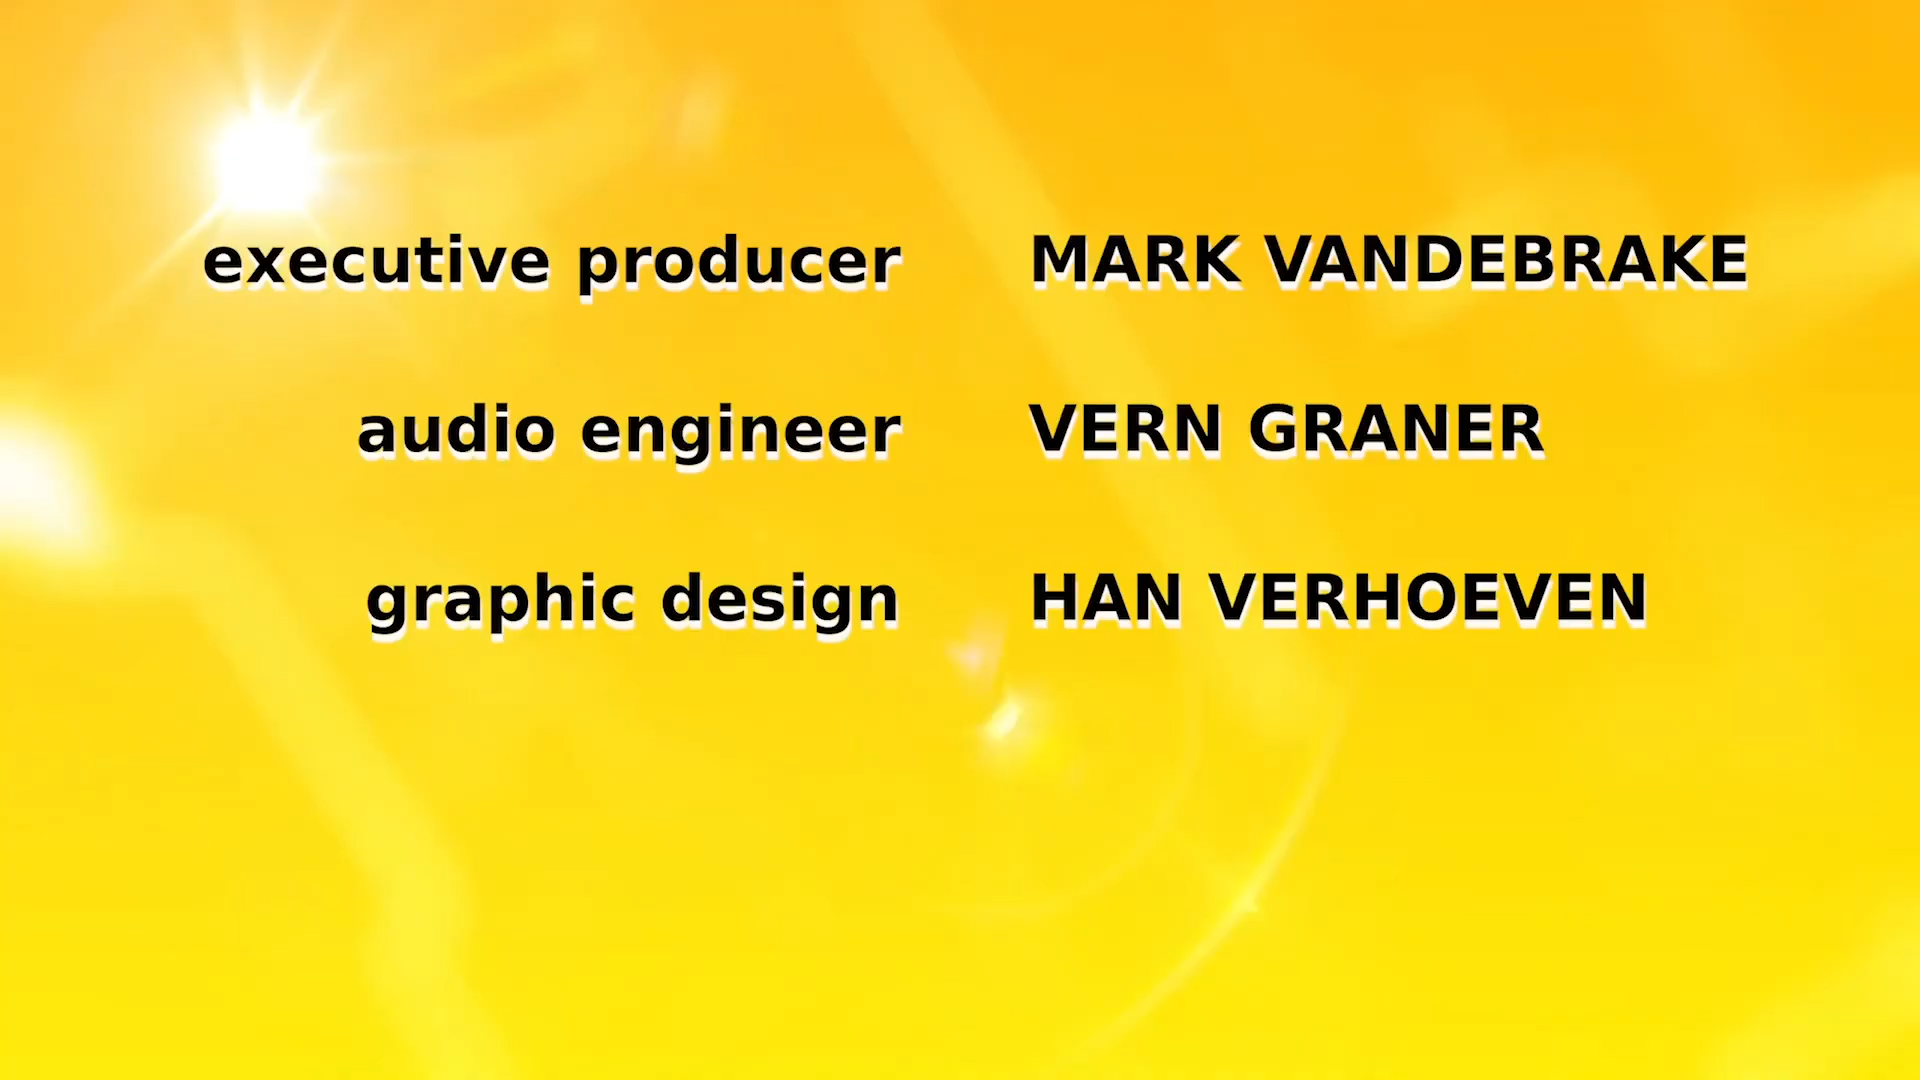 executive producer MARK VANDEBRAKE
audio engineer VERN GRANER
graphic design HAN VERHOEVEN